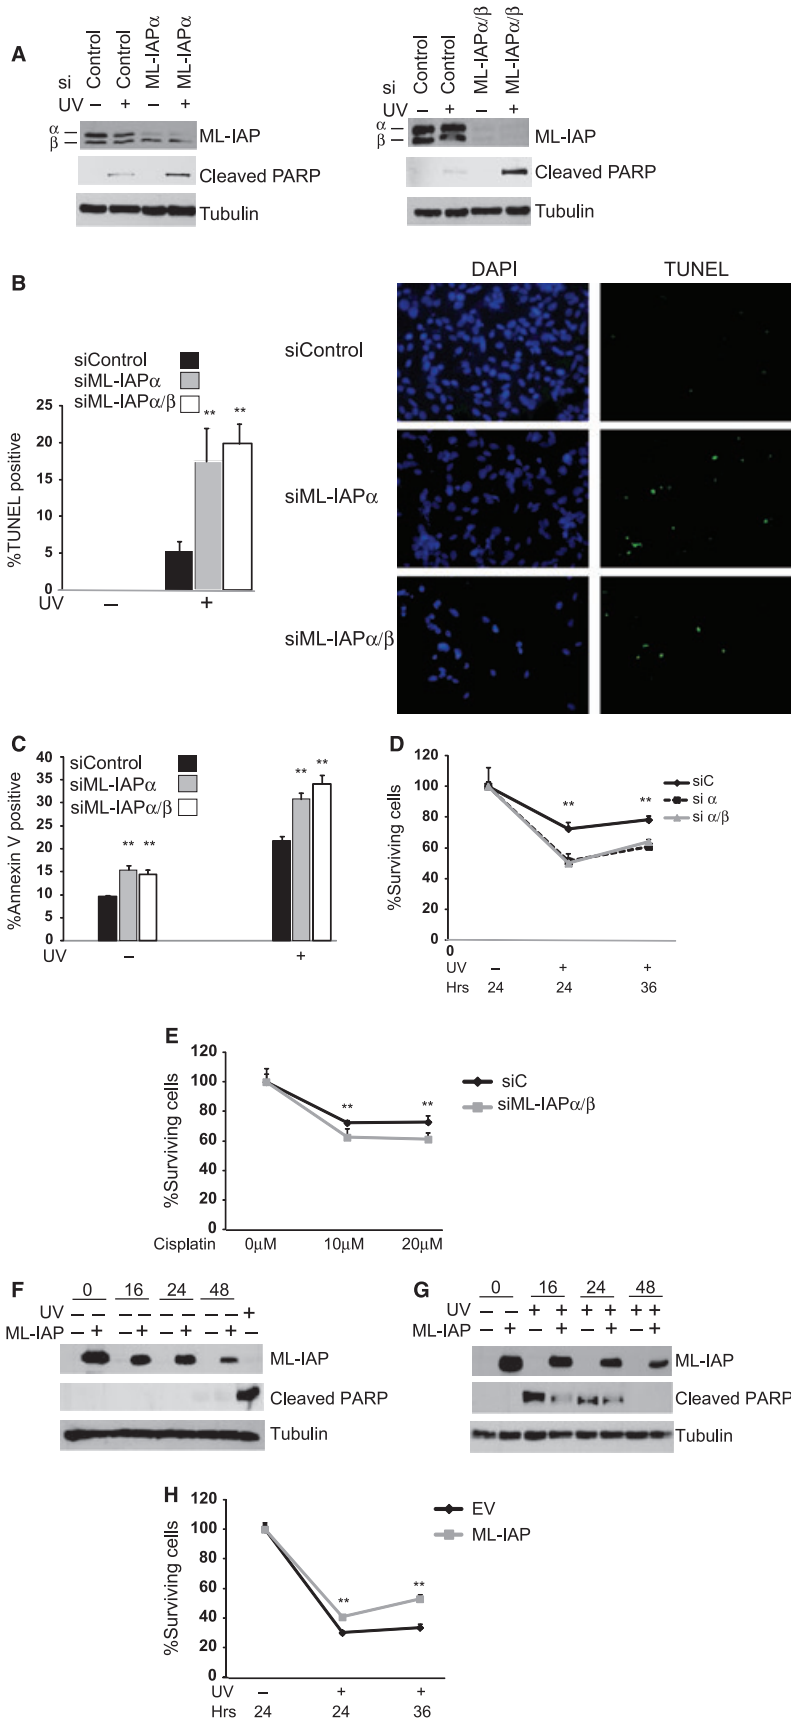 A
si Control Control ML-IAPα ML-IAPα
UV – + – +
α –
β –
ML-IAP
Cleaved PARP
Tubulin
si Control Control ML-IAPα/β ML-IAPα/β
UV – + – +
α –
β –
ML-IAP
Cleaved PARP
Tubulin
B
siControl
siML-IAPα
siML-IAPα/β
%TUNEL positive
25
20
15
10
5
0
** **
UV – +
DAPI TUNEL
siControl
siML-IAPα
siML-IAPα/β
C
siControl
siML-IAPα
siML-IAPα/β
%Annexin V positive
40
35
30
25
20
15
10
5
0
** ** ** **
UV – +
D
%Surviving cells
120
100
80
60
40
20
0
0
** **
siC
si α
si α/β
UV – + +
Hrs 24 24 36
E
%Surviving cells
120
100
80
60
40
20
0
** **
siC
siML-IAPα/β
Cisplatin 0µM 10µM 20µM
F
0 16 24 48
UV – – – – – – – – +
ML-IAP – + – + – + – + –
ML-IAP
Cleaved PARP
Tubulin
G
0 16 24 48
UV – – + + + + + +
ML-IAP – + – + – + – +
ML-IAP
Cleaved PARP
Tubulin
H
%Surviving cells
120
100
80
60
40
20
0
** **
EV
ML-IAP
UV – + +
Hrs 24 24 36